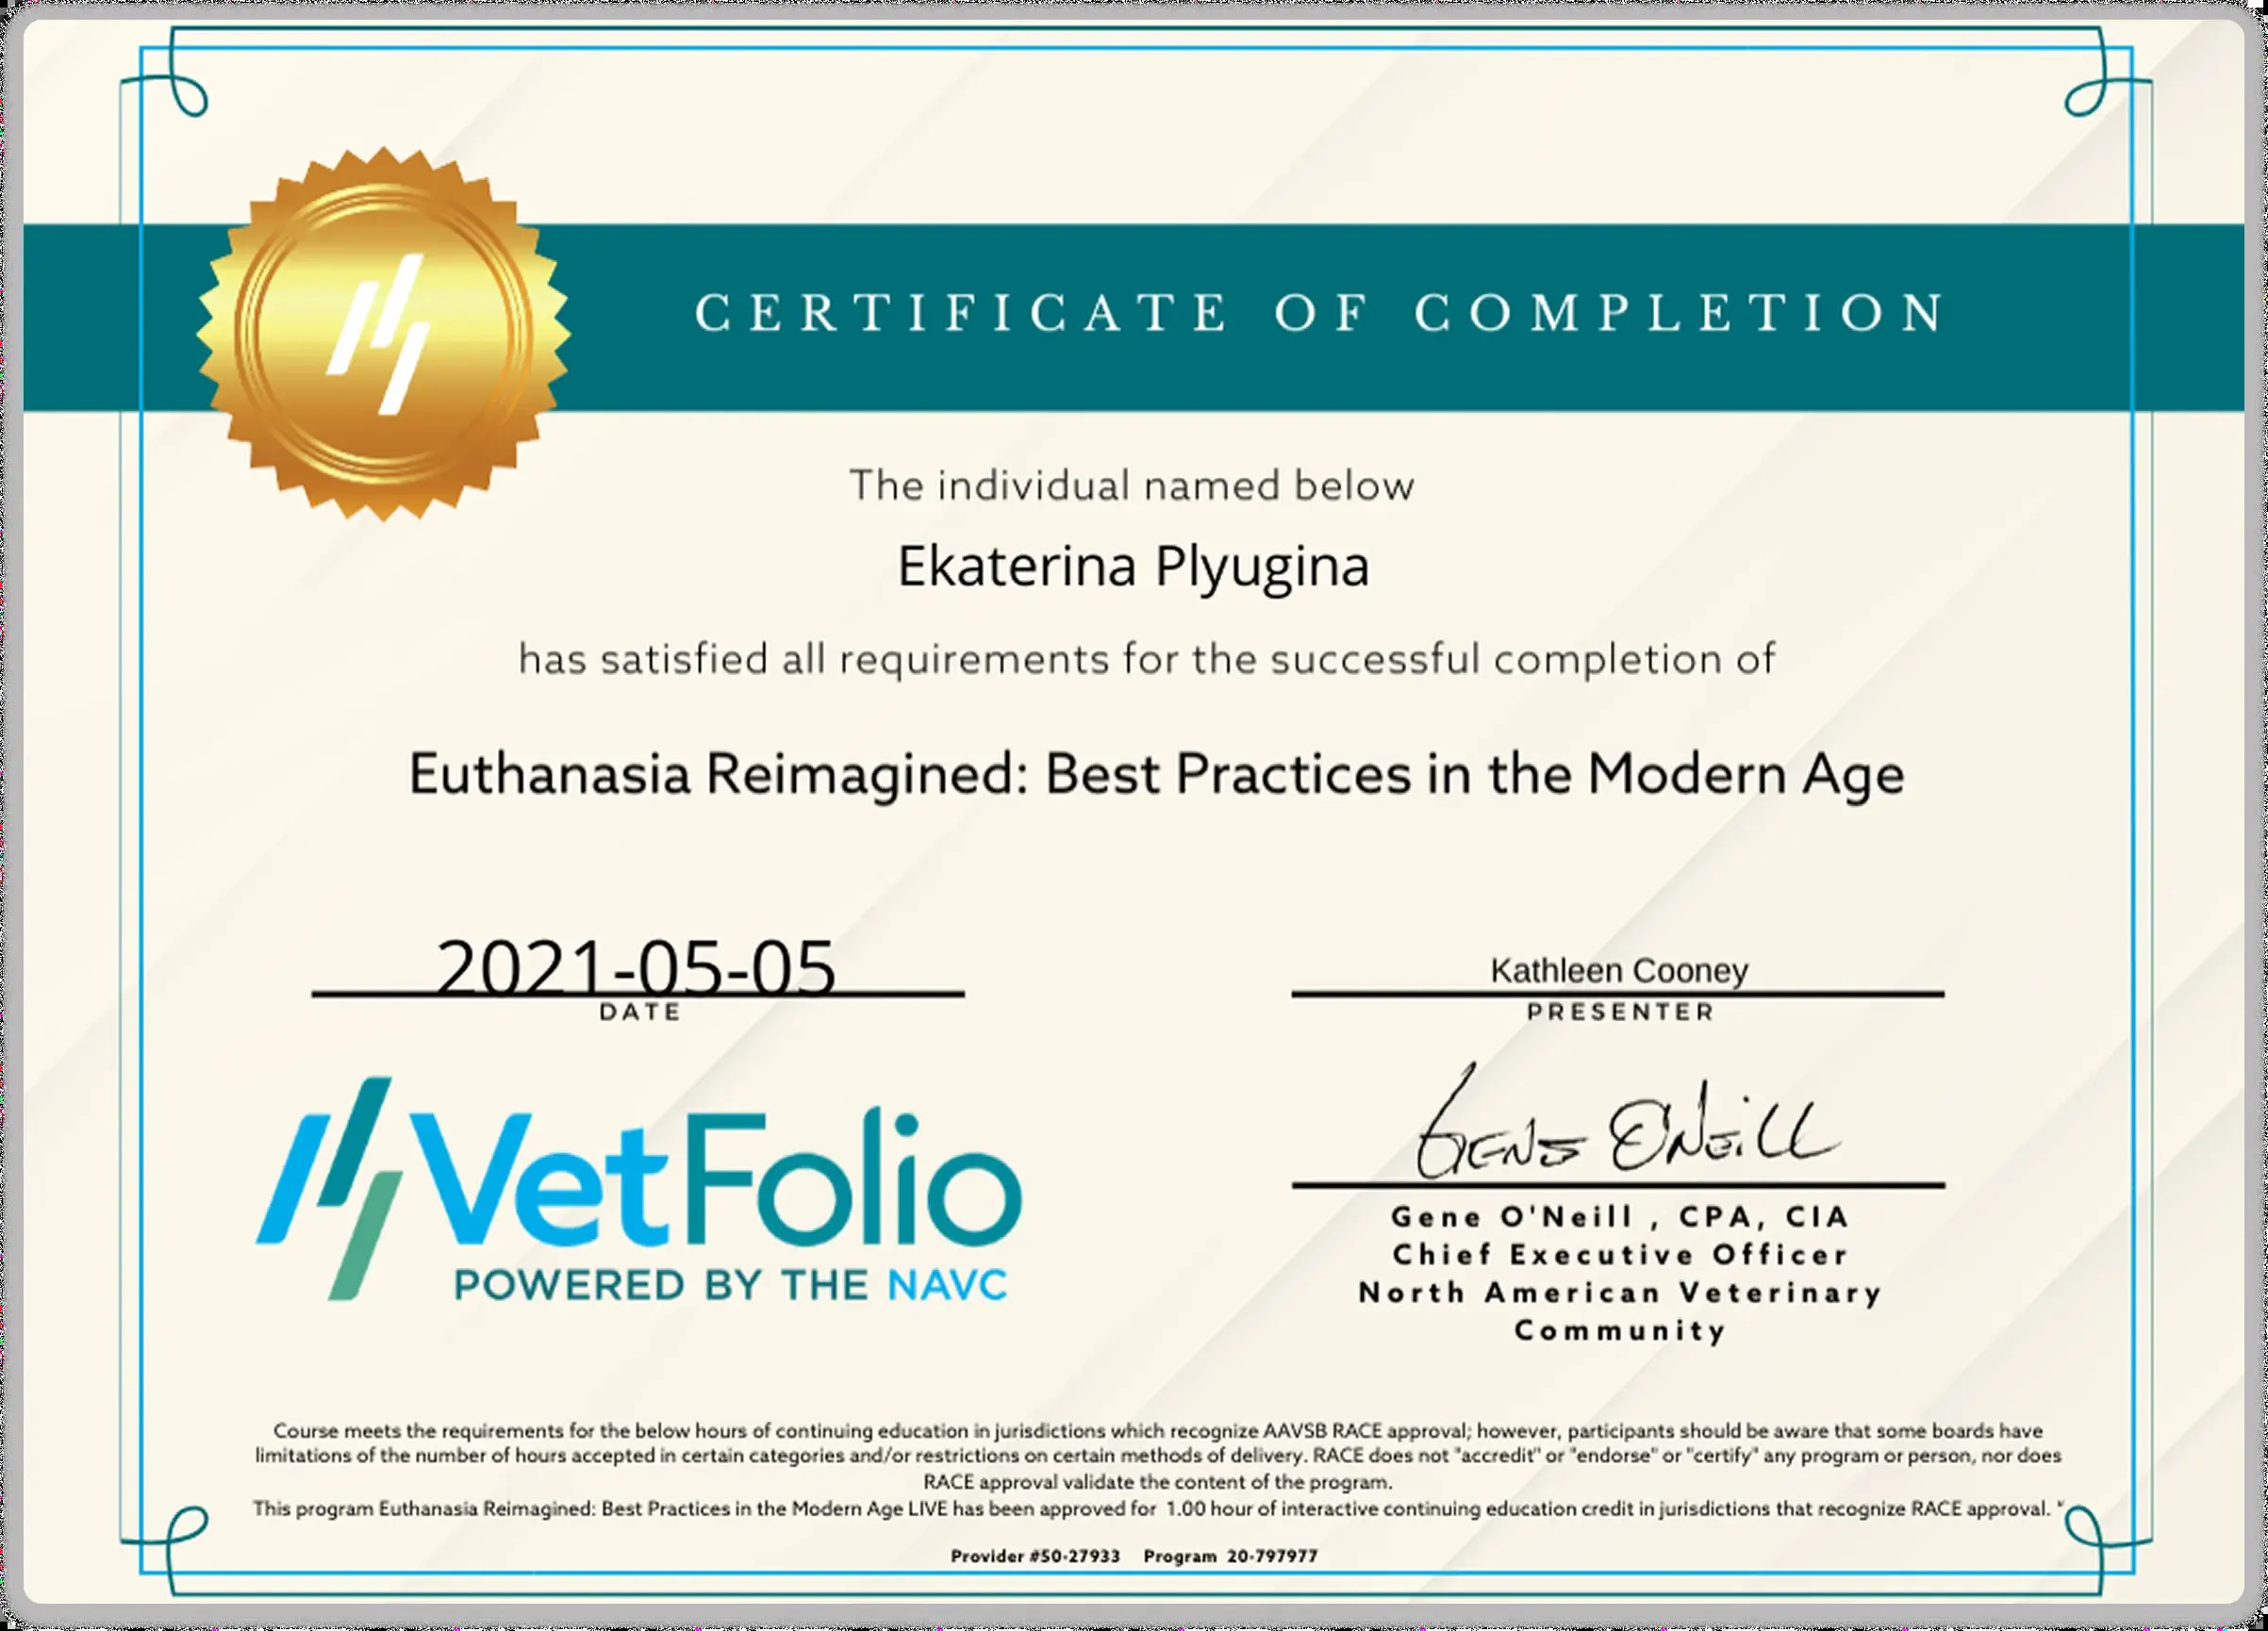 CERTIFICATE OF COMPLETION
The individual named below
Ekaterina Plyugina
has satisfied all requirements for the successful completion of
Euthanasia Reimagined: Best Practices in the Modern Age
2021-05-05
DATE
Kathleen Cooney
PRESENTER
VetFolio
POWERED BY THE NAVC
Gene O'Neill
Gene O'Neill , CPA, CIA
Chief Executive Officer
North American Veterinary
Community
Course meets the requirements for the below hours of continuing education in jurisdictions which recognize AAVSB RACE approval; however, participants should be aware that some boards have
limitations of the number of hours accepted in certain categories and/or restrictions on certain methods of delivery. RACE does not "accredit" or "endorse" or "certify" any program or person, nor does
RACE approval validate the content of the program.
This program Euthanasia Reimagined: Best Practices in the Modern Age LIVE has been approved for 1.00 hour of interactive continuing education credit in jurisdictions that recognize RACE approval. "
Provider #50-27933 Program 20-797977